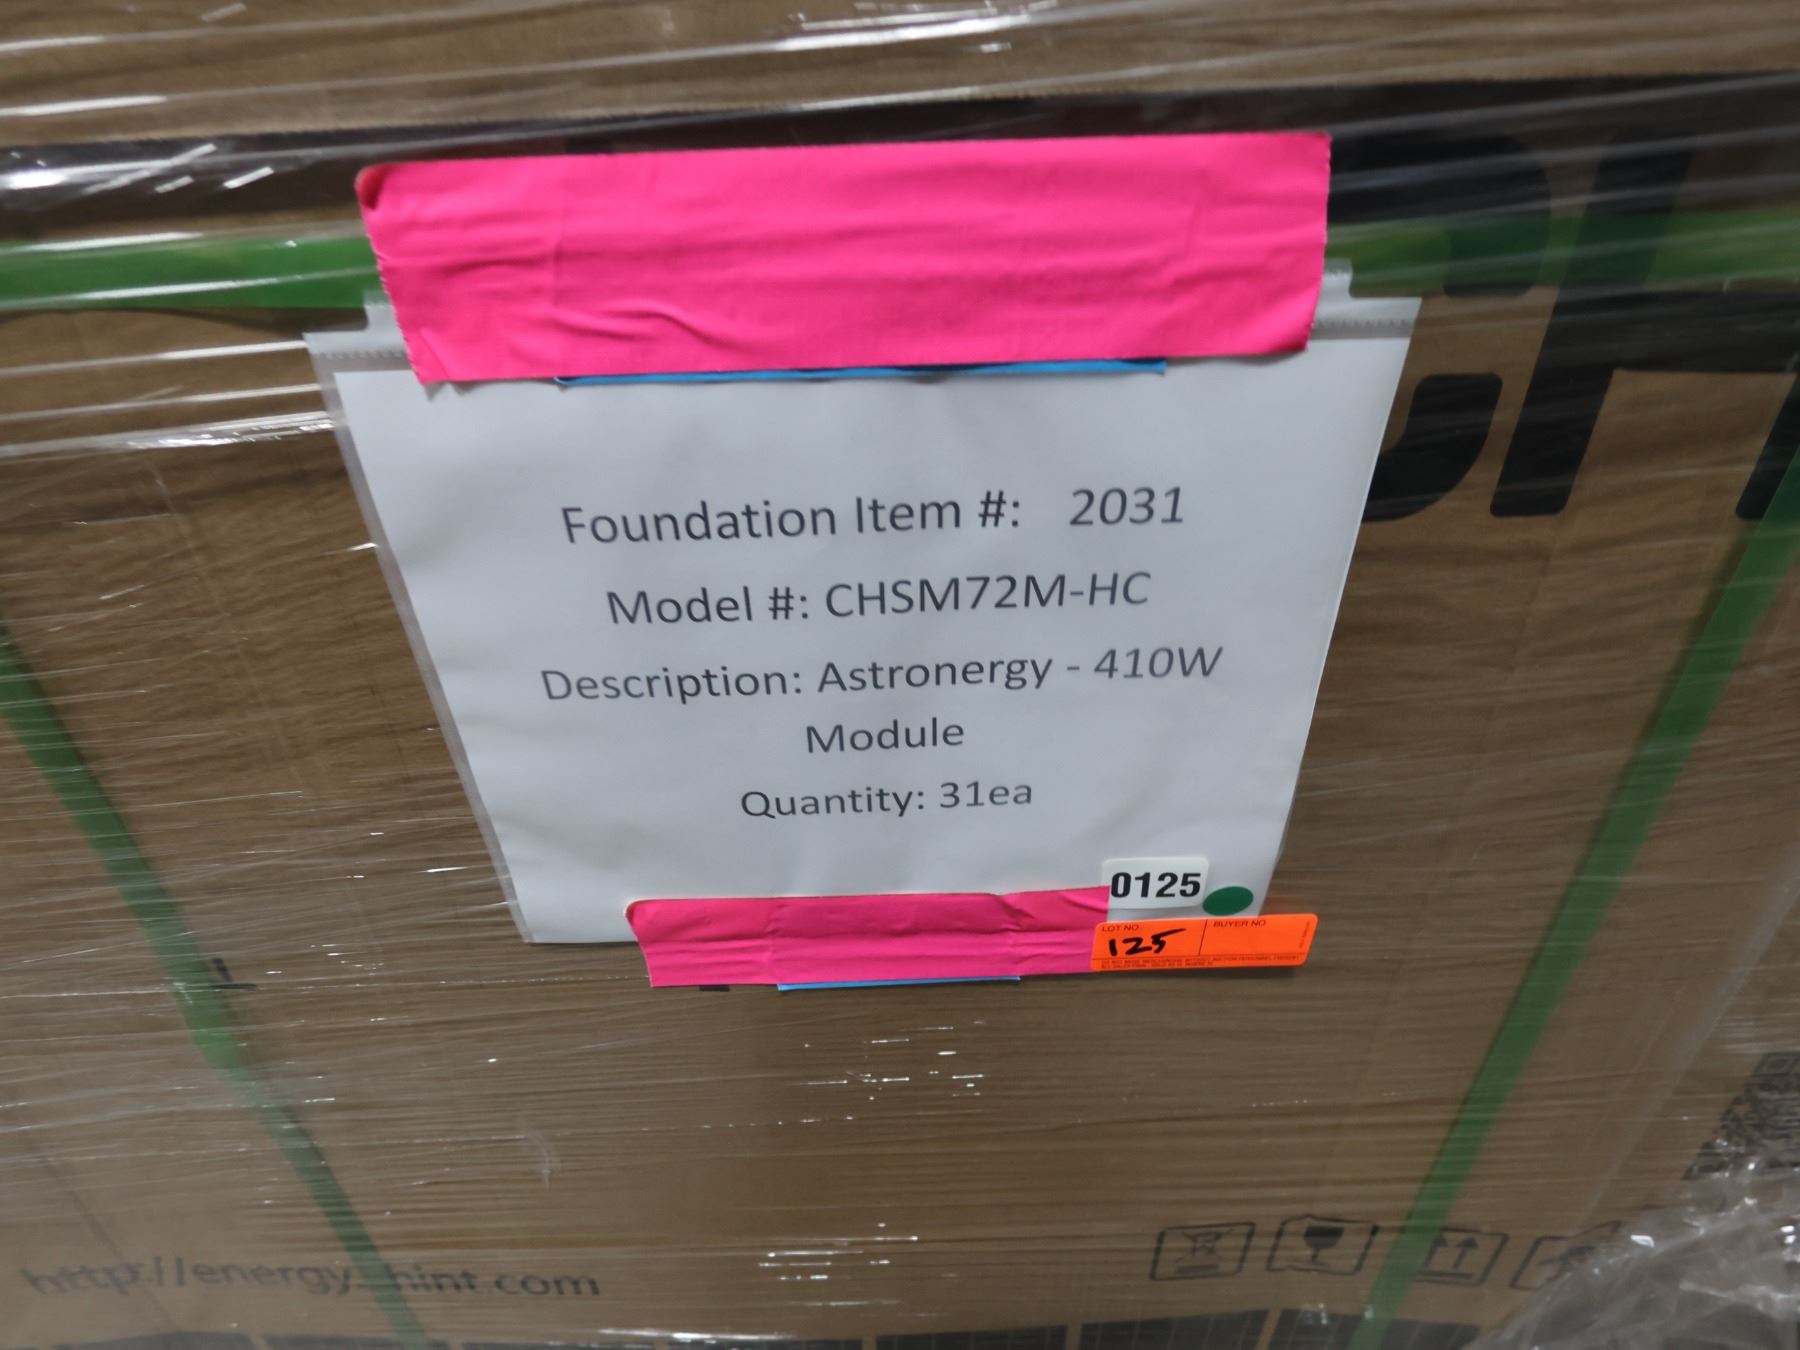 Foundation Item #: 2031
Model #: CHSM72M-HC
Description: Astronergy - 410W
Module
Quantity: 31ea
0125
LOT NO.
BUYER NO
125